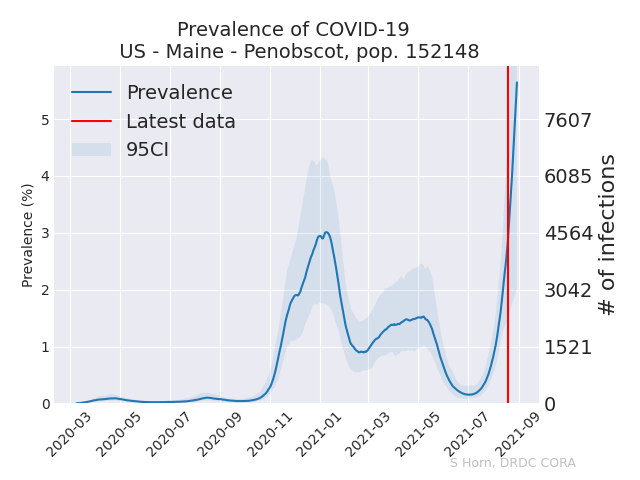 Prevalence of COVID-19
US - Maine - Penobscot, pop. 152148
Prevalence
Latest data
95CI
Prevalence (%)
5
4
3
2
1
0
7607
6085
4564
3042
1521
0
# of infections
2020-03
2020-05
2020-07
2020-09
2020-11
2021-01
2021-03
2021-05
2021-07
2021-09
S Horn, DRDC CORA